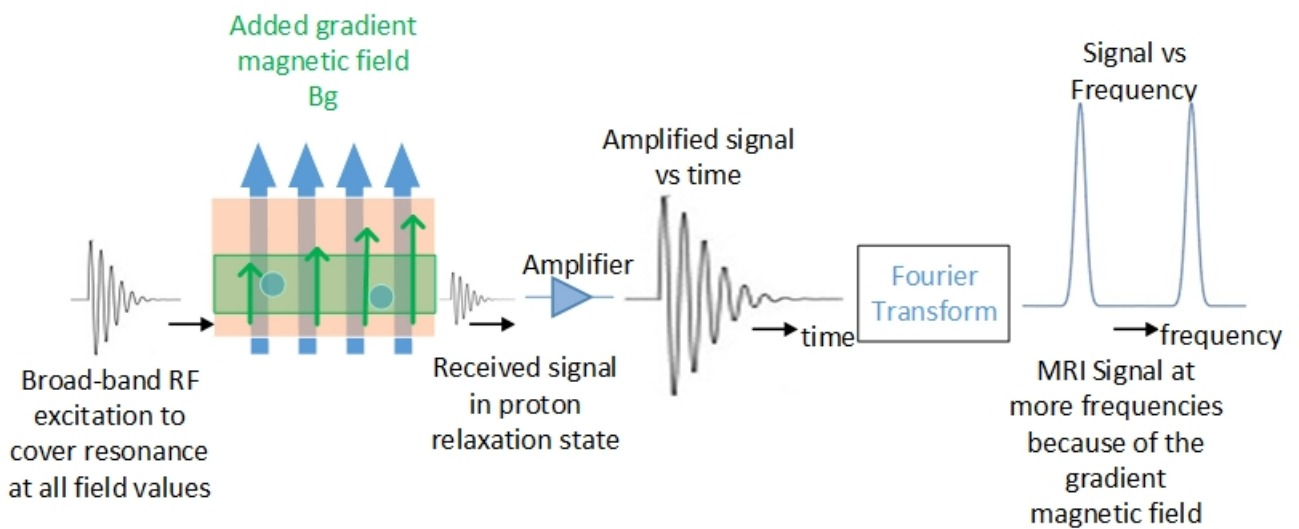 Added gradient
magnetic field
Bg
Broad-band RF
excitation to
cover resonance
at all field values
Received signal
in proton
relaxation state
Amplifier
Amplified signal
vs time
time
Fourier
Transform
Signal vs
Frequency
frequency
MRI Signal at
more frequencies
because of the
gradient
magnetic field